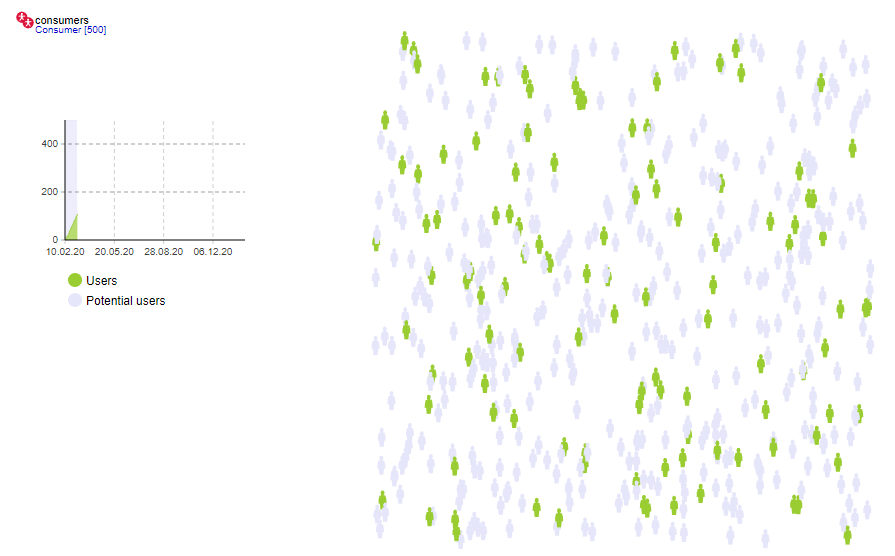 consumers
Consumer [500]
400
200
0
10.02.20 20.05.20 28.08.20 06.12.20
Users
Potential users